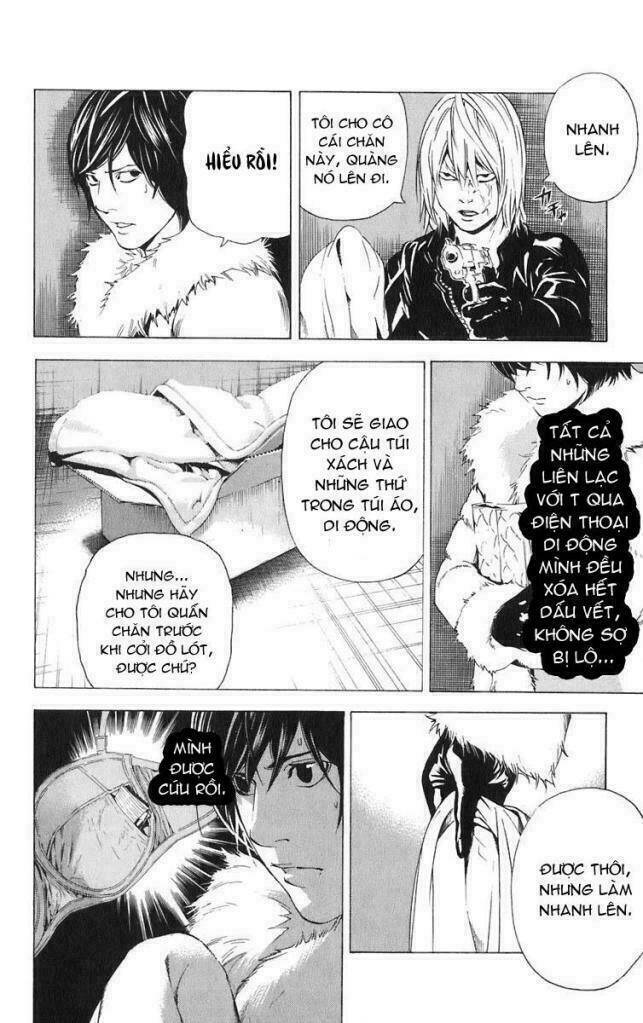 NHANH
LÊN.
TÔI CHO CÔ
CÁI CHĂN
NÀY, QUÀNG
NÓ LÊN ĐI.
HIỂU RỒI!
TẤT CẢ
NHỮNG
LIÊN LẠC
VỚI T QUA
ĐIỆN THOẠI
DI ĐỘNG
MÌNH ĐỀU
XÓA HẾT
DẤU VẾT,
KHÔNG SỢ
BỊ LỘ...
TÔI SẼ GIAO
CHO CẬU TÚI
XÁCH VÀ
NHỮNG THỨ
TRONG TÚI ÁO,
DI ĐỘNG.
NHƯNG...
NHƯNG HÃY
CHO TÔI QUẤN
CHĂN TRƯỚC
KHI CỞI ĐỒ LÓT,
ĐƯỢC CHỨ?
ĐƯỢC THÔI,
NHƯNG LÀM
NHANH LÊN.
MÌNH
ĐƯỢC
CỨU RỒI.